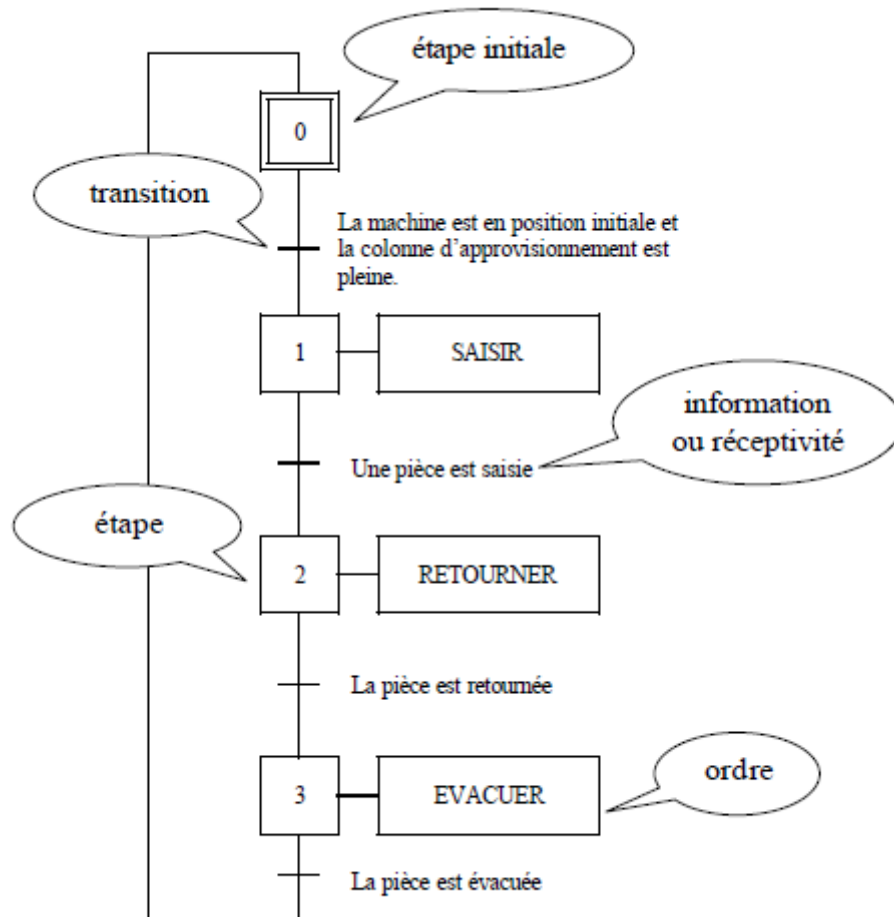 étape initiale
0
transition
La machine est en position initiale et
la colonne d'approvisionnement est
pleine.
1
SAISIR
information
ou réceptivité
Une pièce est saisie
étape
2
RETOURNER
La pièce est retournée
ordre
3
EVACUER
La pièce est évacuée